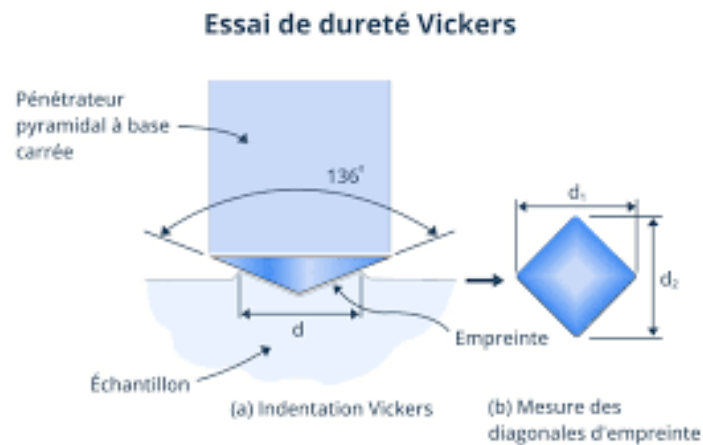 Essai de dureté Vickers
Pénétrateur
pyramidal à base
carrée
136°
d₁
d₂
d
Empreinte
Échantillon
(a) Indentation Vickers
(b) Mesure des
diagonales d'empreinte